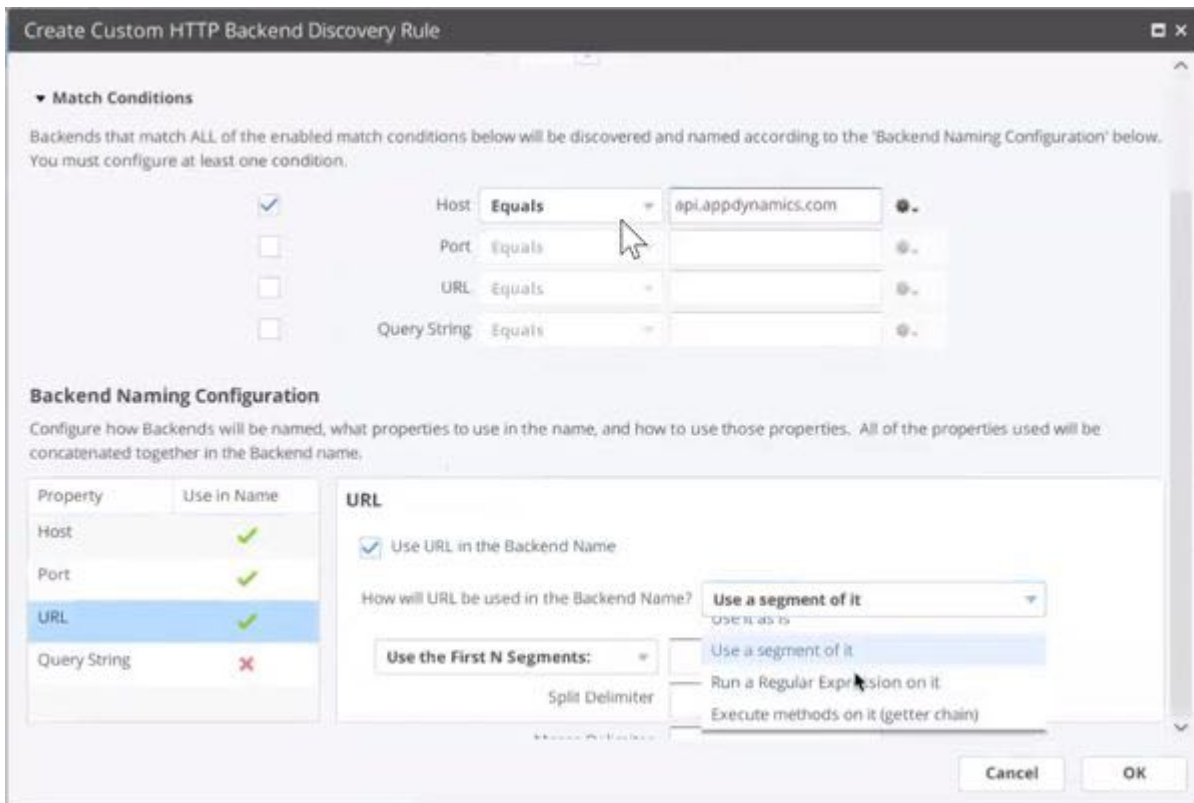 Create Custom HTTP Backend Discovery Rule
Match Conditions
Backends that match ALL of the enabled match conditions below will be discovered and named according to the 'Backend Naming Configuration' below.
You must configure at least one condition.
Host Equals api.appdynamics.com
Port Equals
URL Equals
Query String Equals
Backend Naming Configuration
Configure how Backends will be named, what properties to use in the name, and how to use those properties. All of the properties used will be
concatenated together in the Backend name.
Property Use in Name
Host
Port
URL
Query String
URL
Use URL in the Backend Name
How will URL be used in the Backend Name? Use a segment of it
Use it as is
Use the First N Segments: Use a segment of it
Run a Regular Expression on it
Split Delimiter
Execute methods on it (getter chain)
Delimiter
Cancel OK